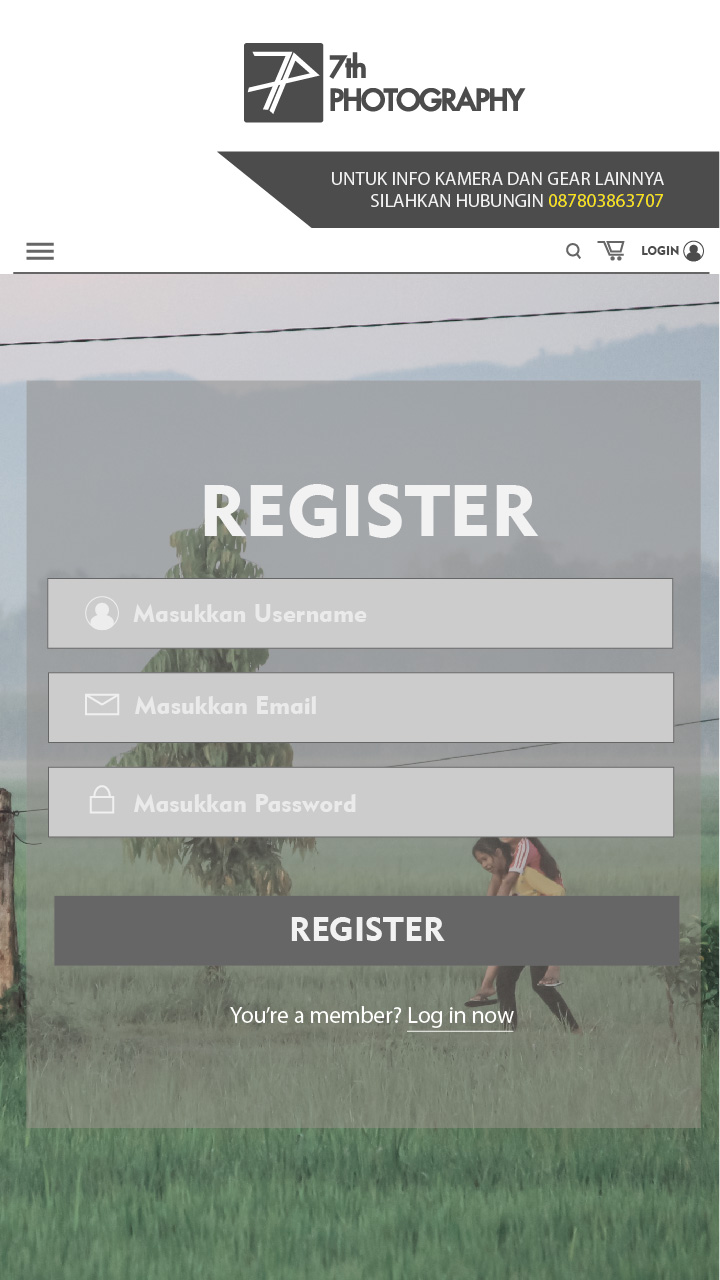 7th
PHOTOGRAPHY
UNTUK INFO KAMERA DAN GEAR LAINNYA
SILAHKAN HUBUNGIN 087803863707
LOGIN
REGISTER
Masukkan Username
Masukkan Email
Masukkan Password
REGISTER
You’re a member? Log in now